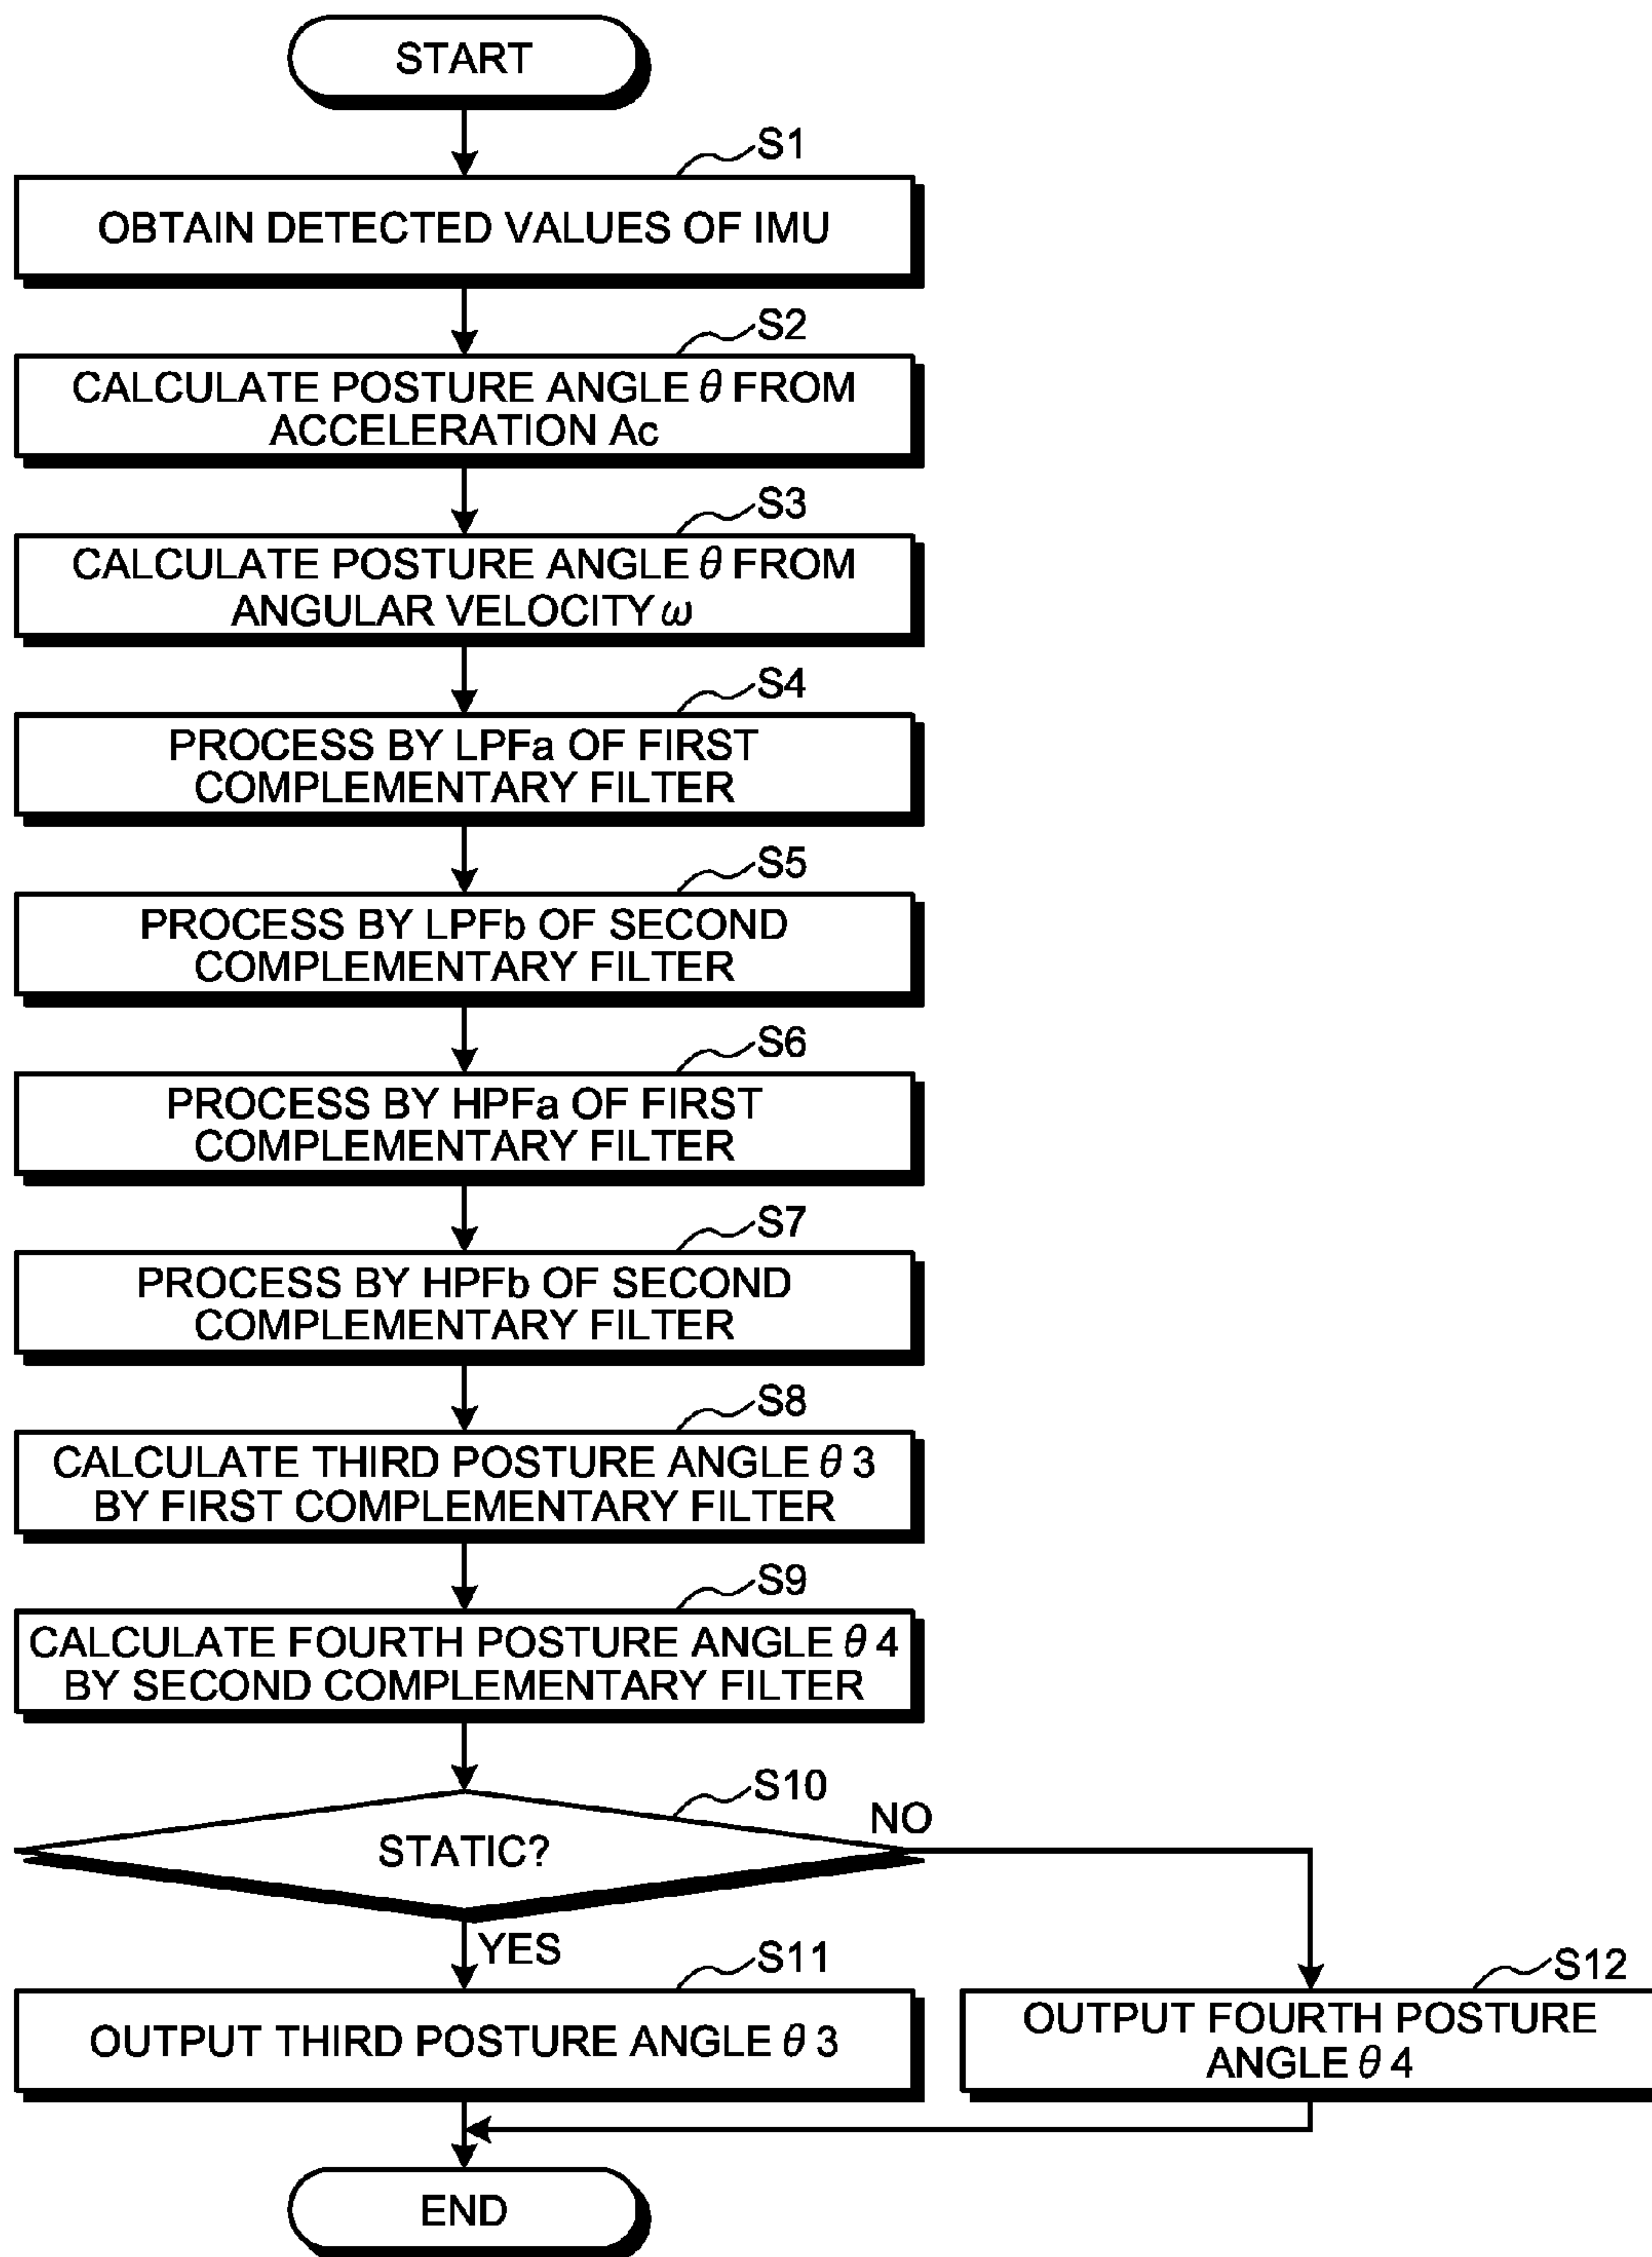 START
S1
OBTAIN DETECTED VALUES OF IMU
S2
CALCULATE POSTURE ANGLE θ FROM
ACCELERATION Ac
S3
CALCULATE POSTURE ANGLE θ FROM
ANGULAR VELOCITY ω
S4
PROCESS BY LPFa OF FIRST
COMPLEMENTARY FILTER
S5
PROCESS BY LPFb OF SECOND
COMPLEMENTARY FILTER
S6
PROCESS BY HPFa OF FIRST
COMPLEMENTARY FILTER
S7
PROCESS BY HPFb OF SECOND
COMPLEMENTARY FILTER
S8
CALCULATE THIRD POSTURE ANGLE θ 3
BY FIRST COMPLEMENTARY FILTER
S9
CALCULATE FOURTH POSTURE ANGLE θ 4
BY SECOND COMPLEMENTARY FILTER
S10
STATIC?
NO
YES
S11
OUTPUT THIRD POSTURE ANGLE θ 3
S12
OUTPUT FOURTH POSTURE
ANGLE θ 4
END